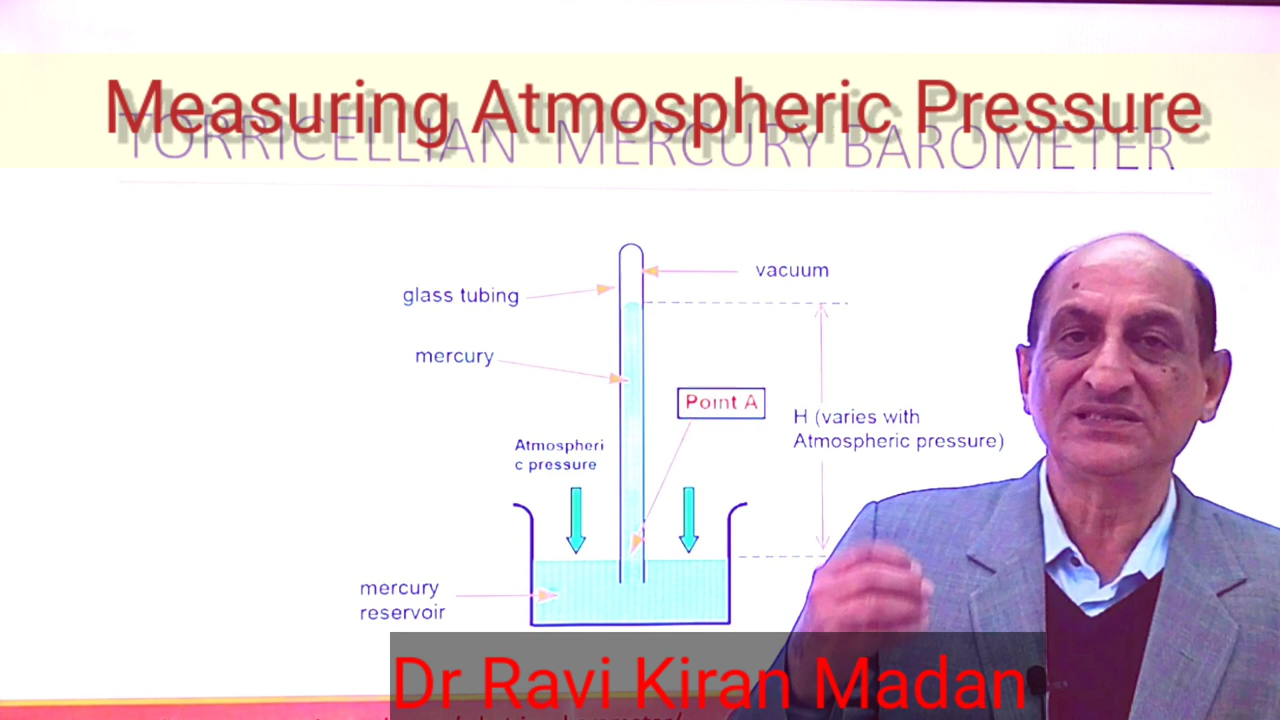 Measuring Atmospheric Pressure
TORRICELLIAN MERCURY BAROMETER
vacuum
glass tubing
mercury
Point A
H (varies with
Atmospheric pressure)
Atmospheri
c pressure
mercury
reservoir
Dr Ravi Kiran Madan